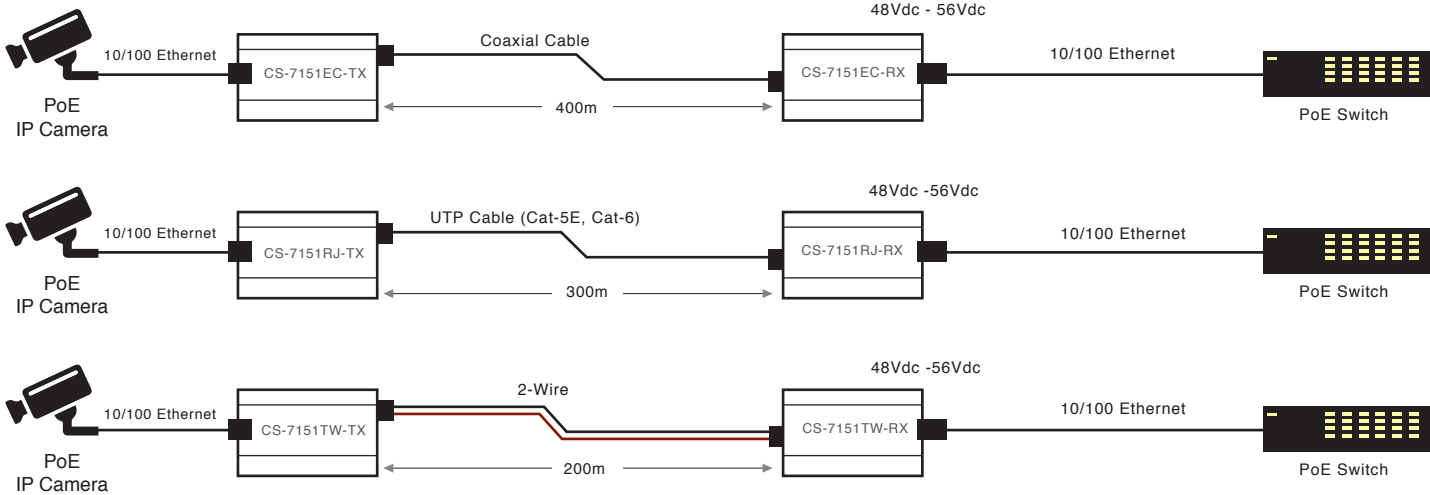 48Vdc - 56Vdc
10/100 Ethernet
CS-7151EC-TX
Coaxial Cable
400m
CS-7151EC-RX
10/100 Ethernet
PoE
IP Camera
PoE Switch
48Vdc -56Vdc
10/100 Ethernet
CS-7151RJ-TX
UTP Cable (Cat-5E, Cat-6)
300m
CS-7151RJ-RX
10/100 Ethernet
PoE
IP Camera
PoE Switch
48Vdc -56Vdc
10/100 Ethernet
CS-7151TW-TX
2-Wire
200m
CS-7151TW-RX
10/100 Ethernet
PoE
IP Camera
PoE Switch